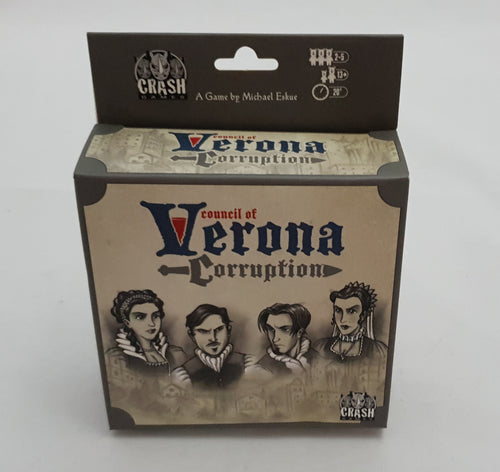 CRASH
GAMES
A Game by Michael Eskue
2-5
13+
20"
council of
Verona
Corruption
council of
Verona
Corruption
CRASH
GAMES